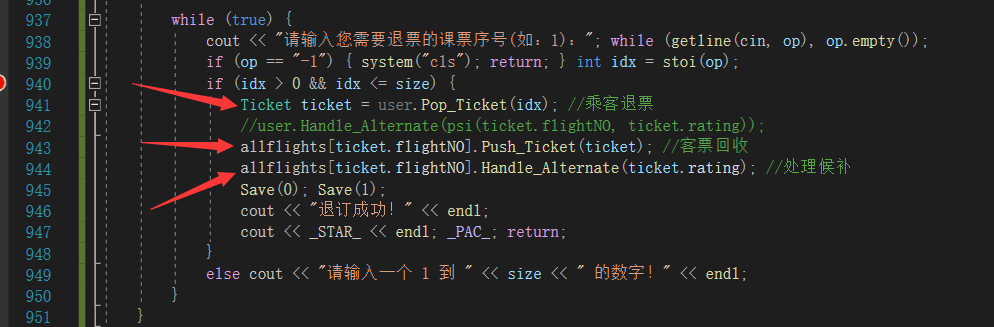 937 while (true) {
938 cout << "请输入您需要退票的课票序号(如：1)："; while (getline(cin, op), op.empty());
939 if (op == "-1") { system("cls"); return; } int idx = stoi(op);
940 if (idx > 0 && idx <= size) {
941 Ticket ticket = user.Pop_Ticket(idx); //乘客退票
942 //user.Handle_Alternate(psi(ticket.flightNO, ticket.rating));
943 allflights[ticket.flightNO].Push_Ticket(ticket); //客票回收
944 allflights[ticket.flightNO].Handle_Alternate(ticket.rating); //处理候补
945 Save(0); Save(1);
946 cout << "退订成功！" << endl;
947 cout << _STAR_ << endl; _PAC_; return;
948 }
949 else cout << "请输入一个 1 到 " << size << " 的数字！" << endl;
950 }
951 }